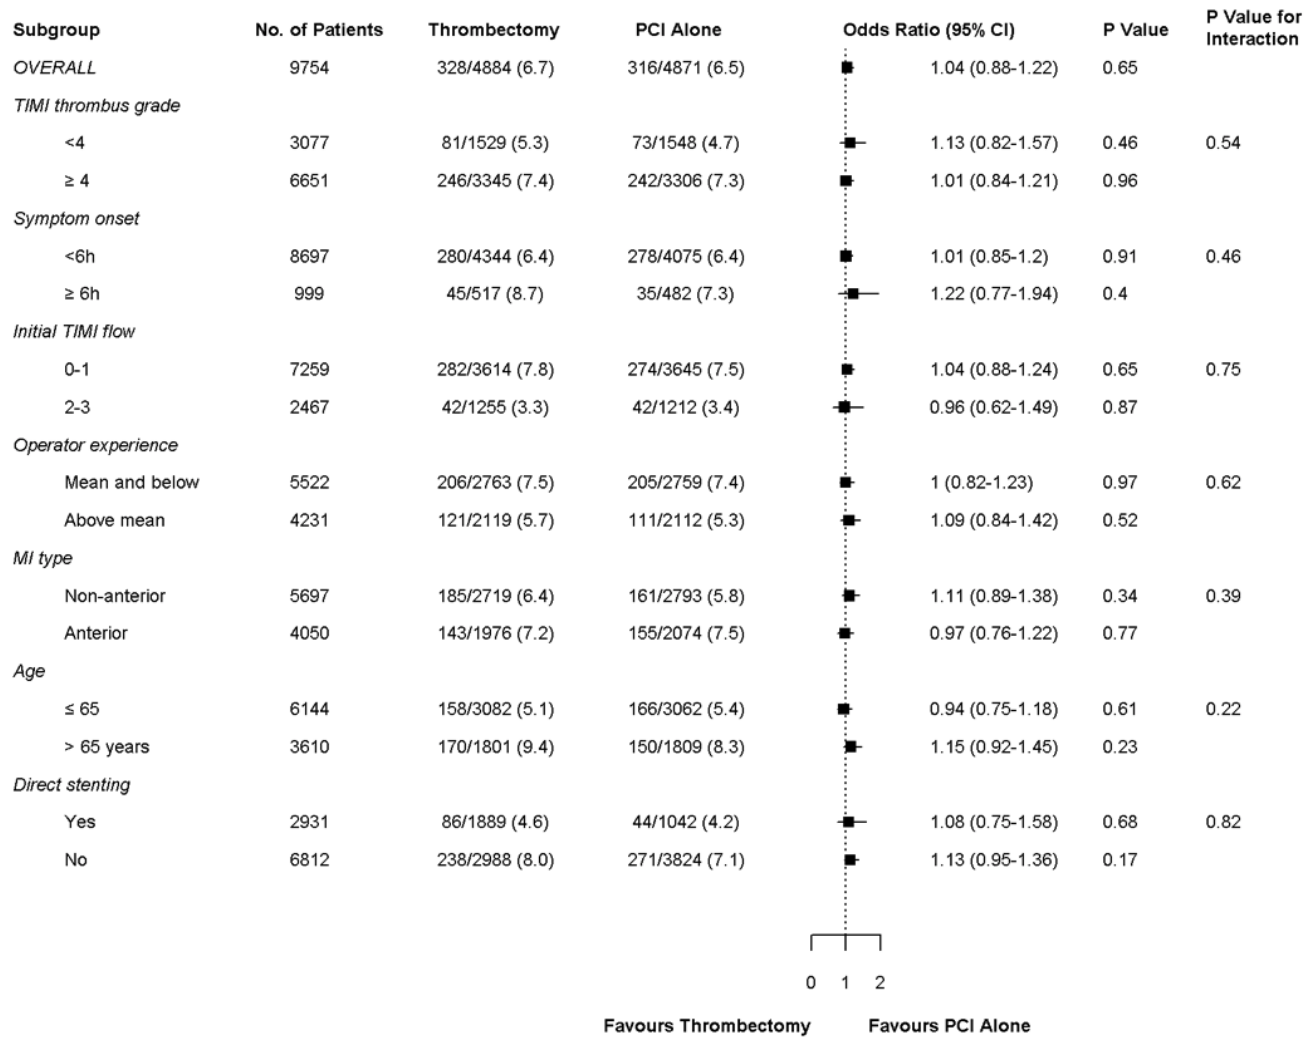 Subgroup No. of Patients Thrombectomy PCI Alone Odds Ratio (95% CI) P Value P Value for Interaction
OVERALL 9754 328/4884 (6.7) 316/4871 (6.5) 1.04 (0.88-1.22) 0.65
TIMI thrombus grade
<4 3077 81/1529 (5.3) 73/1548 (4.7) 1.13 (0.82-1.57) 0.46 0.54
≥ 4 6651 246/3345 (7.4) 242/3306 (7.3) 1.01 (0.84-1.21) 0.96
Symptom onset
<6h 8697 280/4344 (6.4) 278/4075 (6.4) 1.01 (0.85-1.2) 0.91 0.46
≥ 6h 999 45/517 (8.7) 35/482 (7.3) 1.22 (0.77-1.94) 0.4
Initial TIMI flow
0-1 7259 282/3614 (7.8) 274/3645 (7.5) 1.04 (0.88-1.24) 0.65 0.75
2-3 2467 42/1255 (3.3) 42/1212 (3.4) 0.96 (0.62-1.49) 0.87
Operator experience
Mean and below 5522 206/2763 (7.5) 205/2759 (7.4) 1 (0.82-1.23) 0.97 0.62
Above mean 4231 121/2119 (5.7) 111/2112 (5.3) 1.09 (0.84-1.42) 0.52
MI type
Non-anterior 5697 185/2719 (6.4) 161/2793 (5.8) 1.11 (0.89-1.38) 0.34 0.39
Anterior 4050 143/1976 (7.2) 155/2074 (7.5) 0.97 (0.76-1.22) 0.77
Age
≤ 65 6144 158/3082 (5.1) 166/3062 (5.4) 0.94 (0.75-1.18) 0.61 0.22
> 65 years 3610 170/1801 (9.4) 150/1809 (8.3) 1.15 (0.92-1.45) 0.23
Direct stenting
Yes 2931 86/1889 (4.6) 44/1042 (4.2) 1.08 (0.75-1.58) 0.68 0.82
No 6812 238/2988 (8.0) 271/3824 (7.1) 1.13 (0.95-1.36) 0.17
0 1 2
Favours Thrombectomy Favours PCI Alone